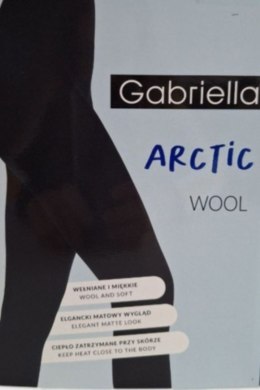 Gabriella
ARCTIC
WOOL
WEŁNIANE I MIĘKKIE
WOOL AND SOFT
ELEGANCKI MATOWY WYGLĄD
ELEGANT MATTE LOOK
CIEPŁO ZATRZYMANE PRZY SKÓRZE
KEEP HEAT CLOSE TO THE BODY